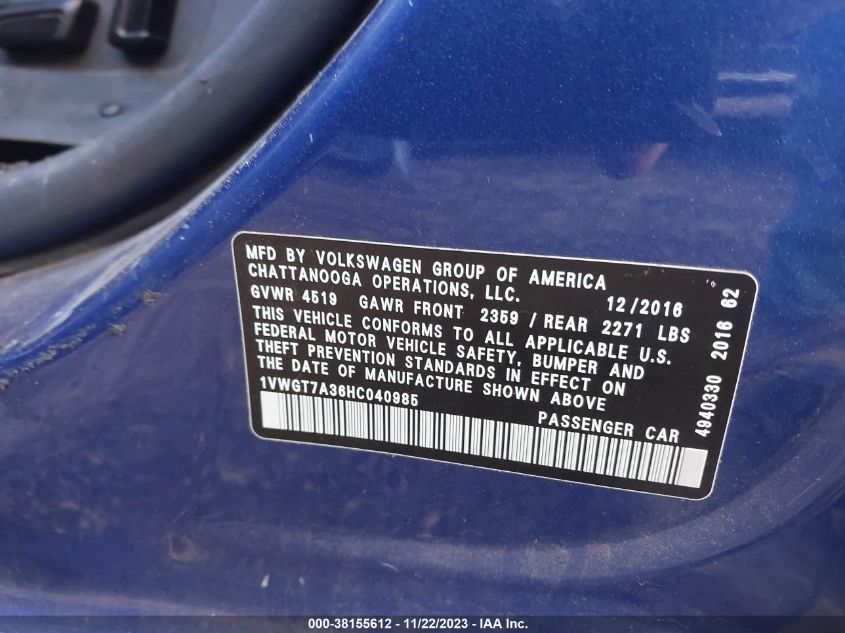 MFD BY VOLKSWAGEN GROUP OF AMERICA
CHATTANOOGA OPERATIONS, LLC. 12/2016
GVWR 4519 GAWR FRONT 2359 / REAR 2271 LBS
THIS VEHICLE CONFORMS TO ALL APPLICABLE U.S.
FEDERAL MOTOR VEHICLE SAFETY, BUMPER AND
THEFT PREVENTION STANDARDS IN EFFECT ON
THE DATE OF MANUFACTURE SHOWN ABOVE
1VWGT7A36HC040985 PASSENGER CAR
4940330 2016 62
000-38155612 - 11/22/2023 - IAA Inc.